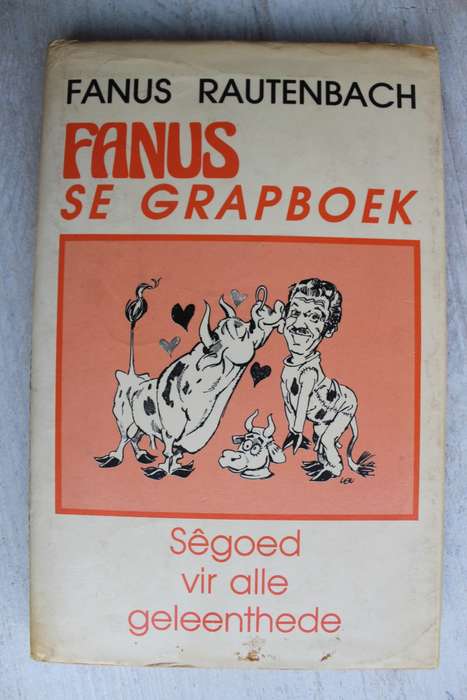 FANUS RAUTENBACH
FANUS
SE GRAPBOEK
Sêgoed
vir alle
geleenthede